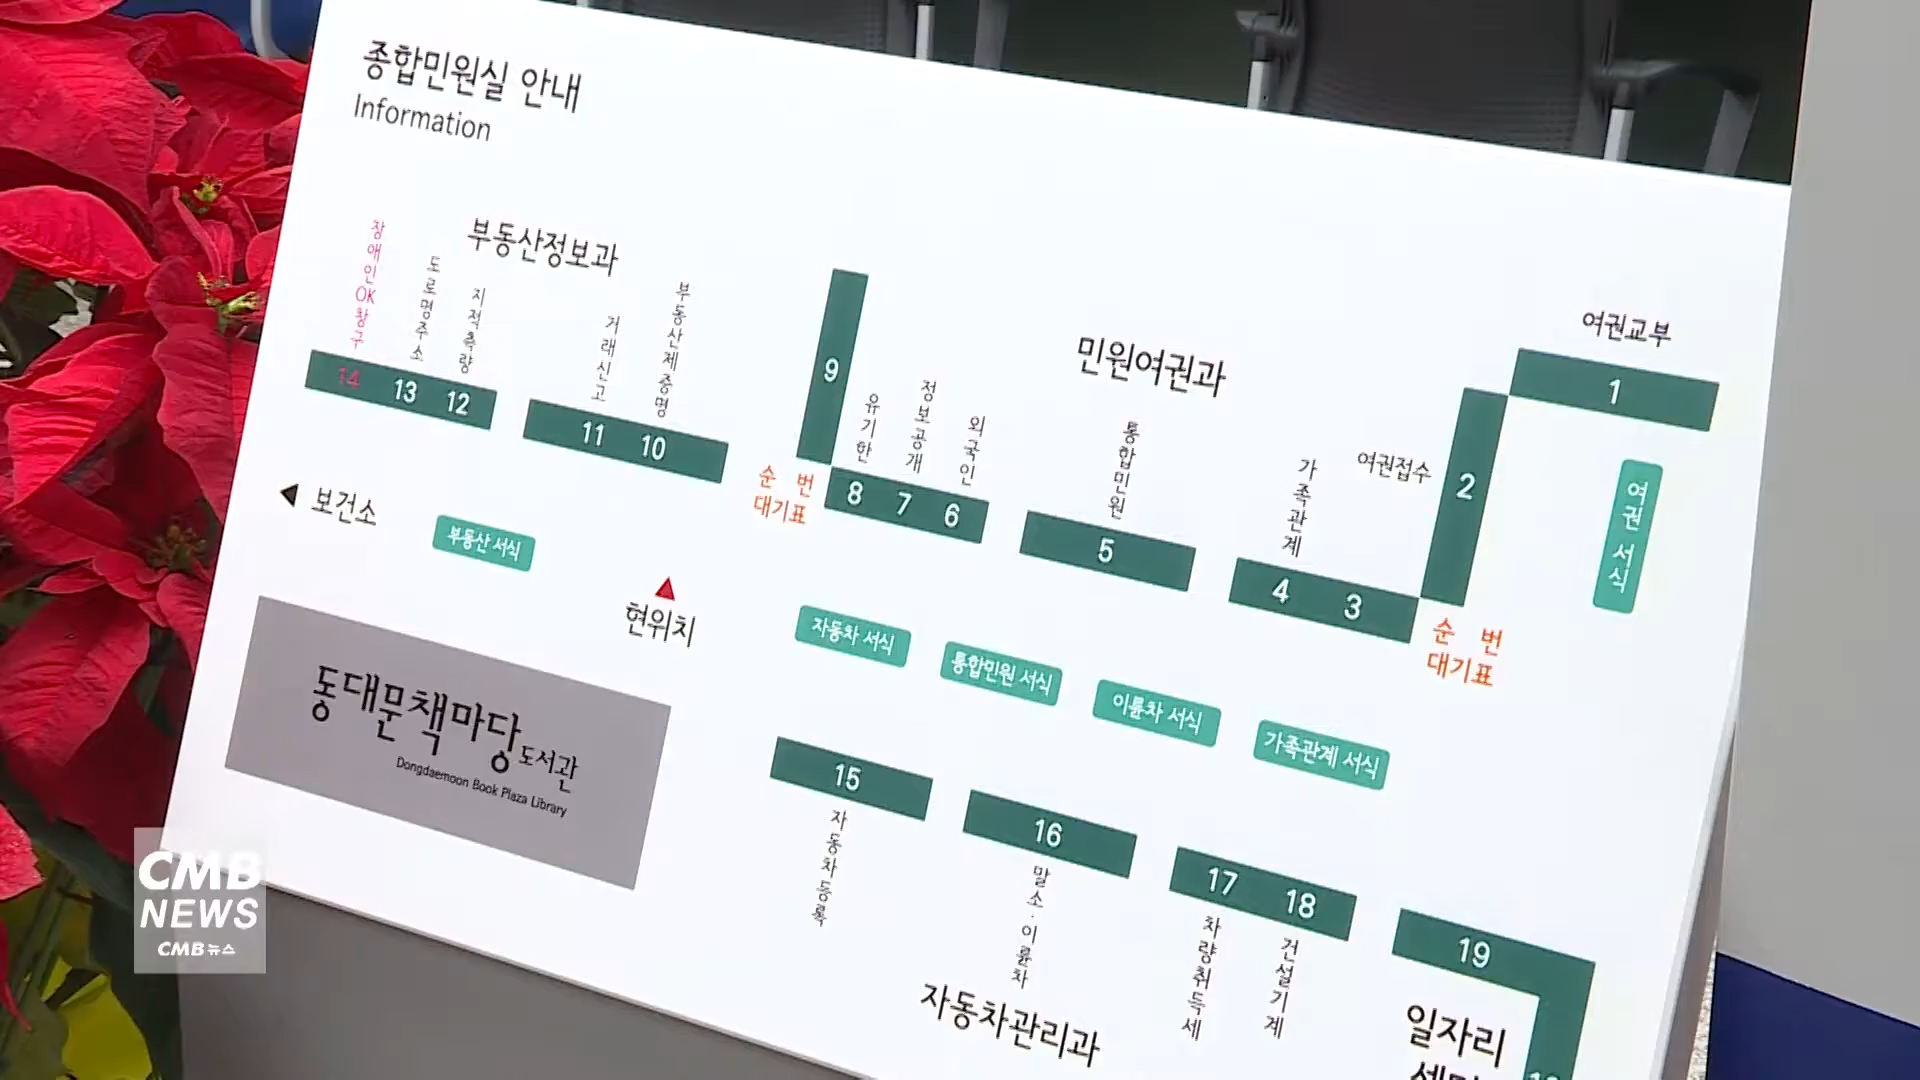 종합민원실 안내
Information
부동산정보과
장애인OK창구
도로명주소
지적측량
거래신고
부동산제증명
14
13
12
11
10
9
유기한
정보공개
외국인
8
7
6
순 번
대기표
민원여권과
통합민원
5
가족관계
4
3
여권접수
2
여권교부
1
여권 서식
순 번
대기표
보건소
부동산 서식
현위치
자동차 서식
통합민원 서식
이륜차 서식
가족관계 서식
동대문책마당도서관
Dongdaemoon Book Plaza Library
15
자동차등록
16
말소·이륜차
17
18
차량취득세
건설기계
19
자동차관리과
일자리
CMB
NEWS
CMB뉴스